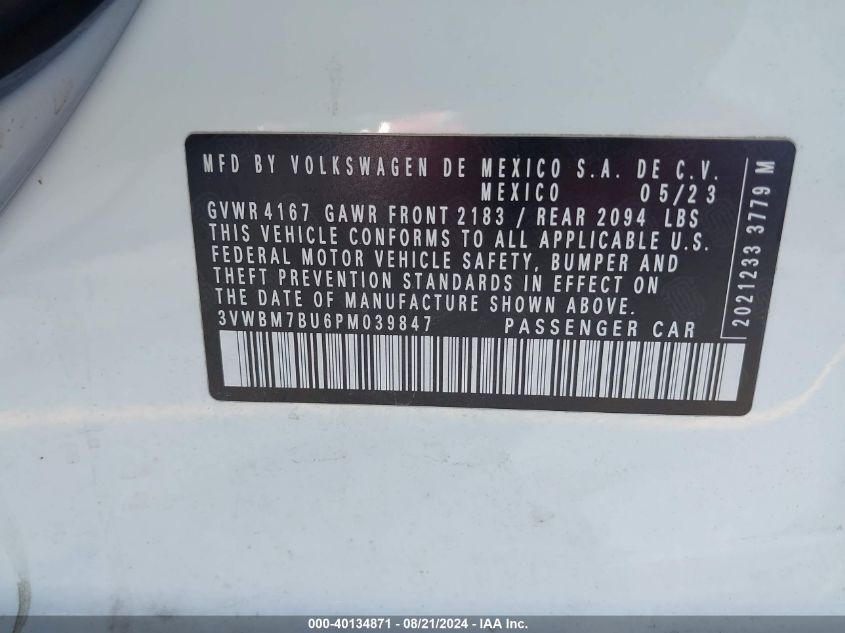 MFD BY VOLKSWAGEN DE MEXICO S.A. DE C.V.
MEXICO 05/23
GVWR 4167 GAWR FRONT 2183 / REAR 2094 LBS
THIS VEHICLE CONFORMS TO ALL APPLICABLE U.S.
FEDERAL MOTOR VEHICLE SAFETY, BUMPER AND
THEFT PREVENTION STANDARDS IN EFFECT ON
THE DATE OF MANUFACTURE SHOWN ABOVE.
3VWBM7BU6PM039847 PASSENGER CAR
2021233 3779 M
000-40134871 - 08/21/2024 - IAA Inc.